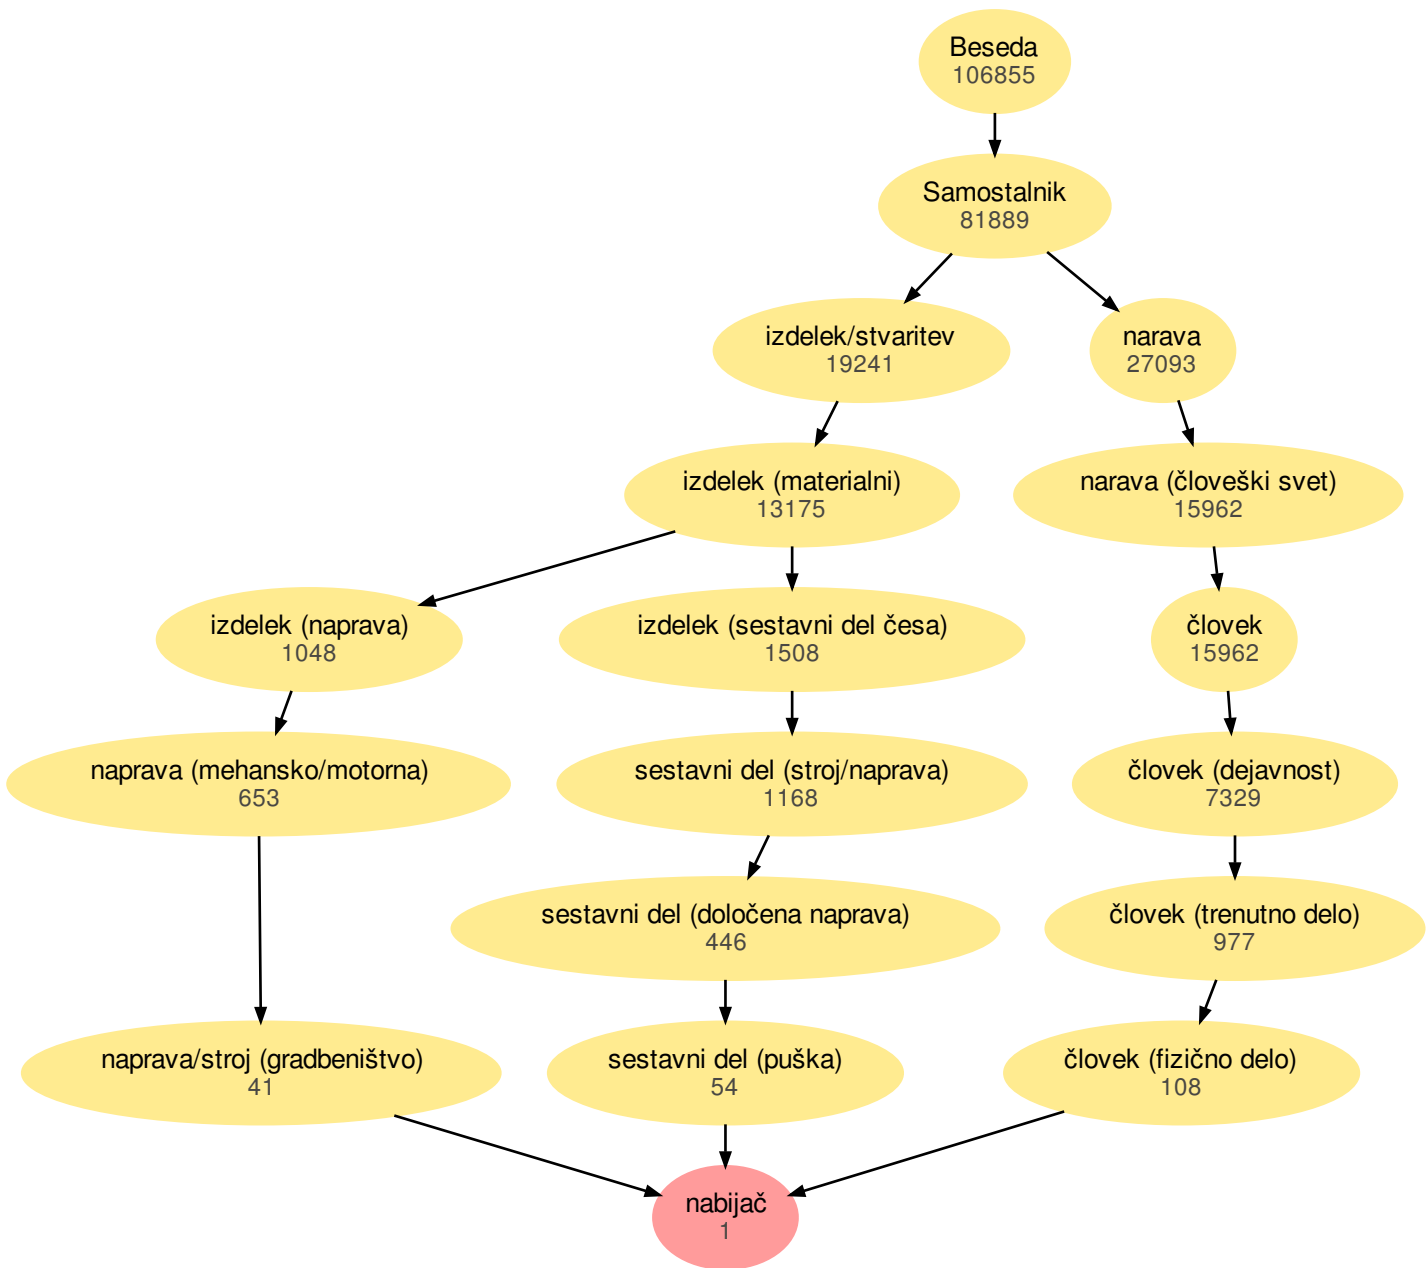 Beseda
106855
Samostalnik
81889
izdelek/stvaritev
19241
narava
27093
izdelek (materialni)
13175
narava (človeški svet)
15962
izdelek (naprava)
1048
izdelek (sestavni del česa)
1508
človek
15962
naprava (mehansko/motorna)
653
sestavni del (stroj/naprava)
1168
človek (dejavnost)
7329
sestavni del (določena naprava)
446
človek (trenutno delo)
977
naprava/stroj (gradbeništvo)
41
sestavni del (puška)
54
človek (fizično delo)
108
nabijač
1